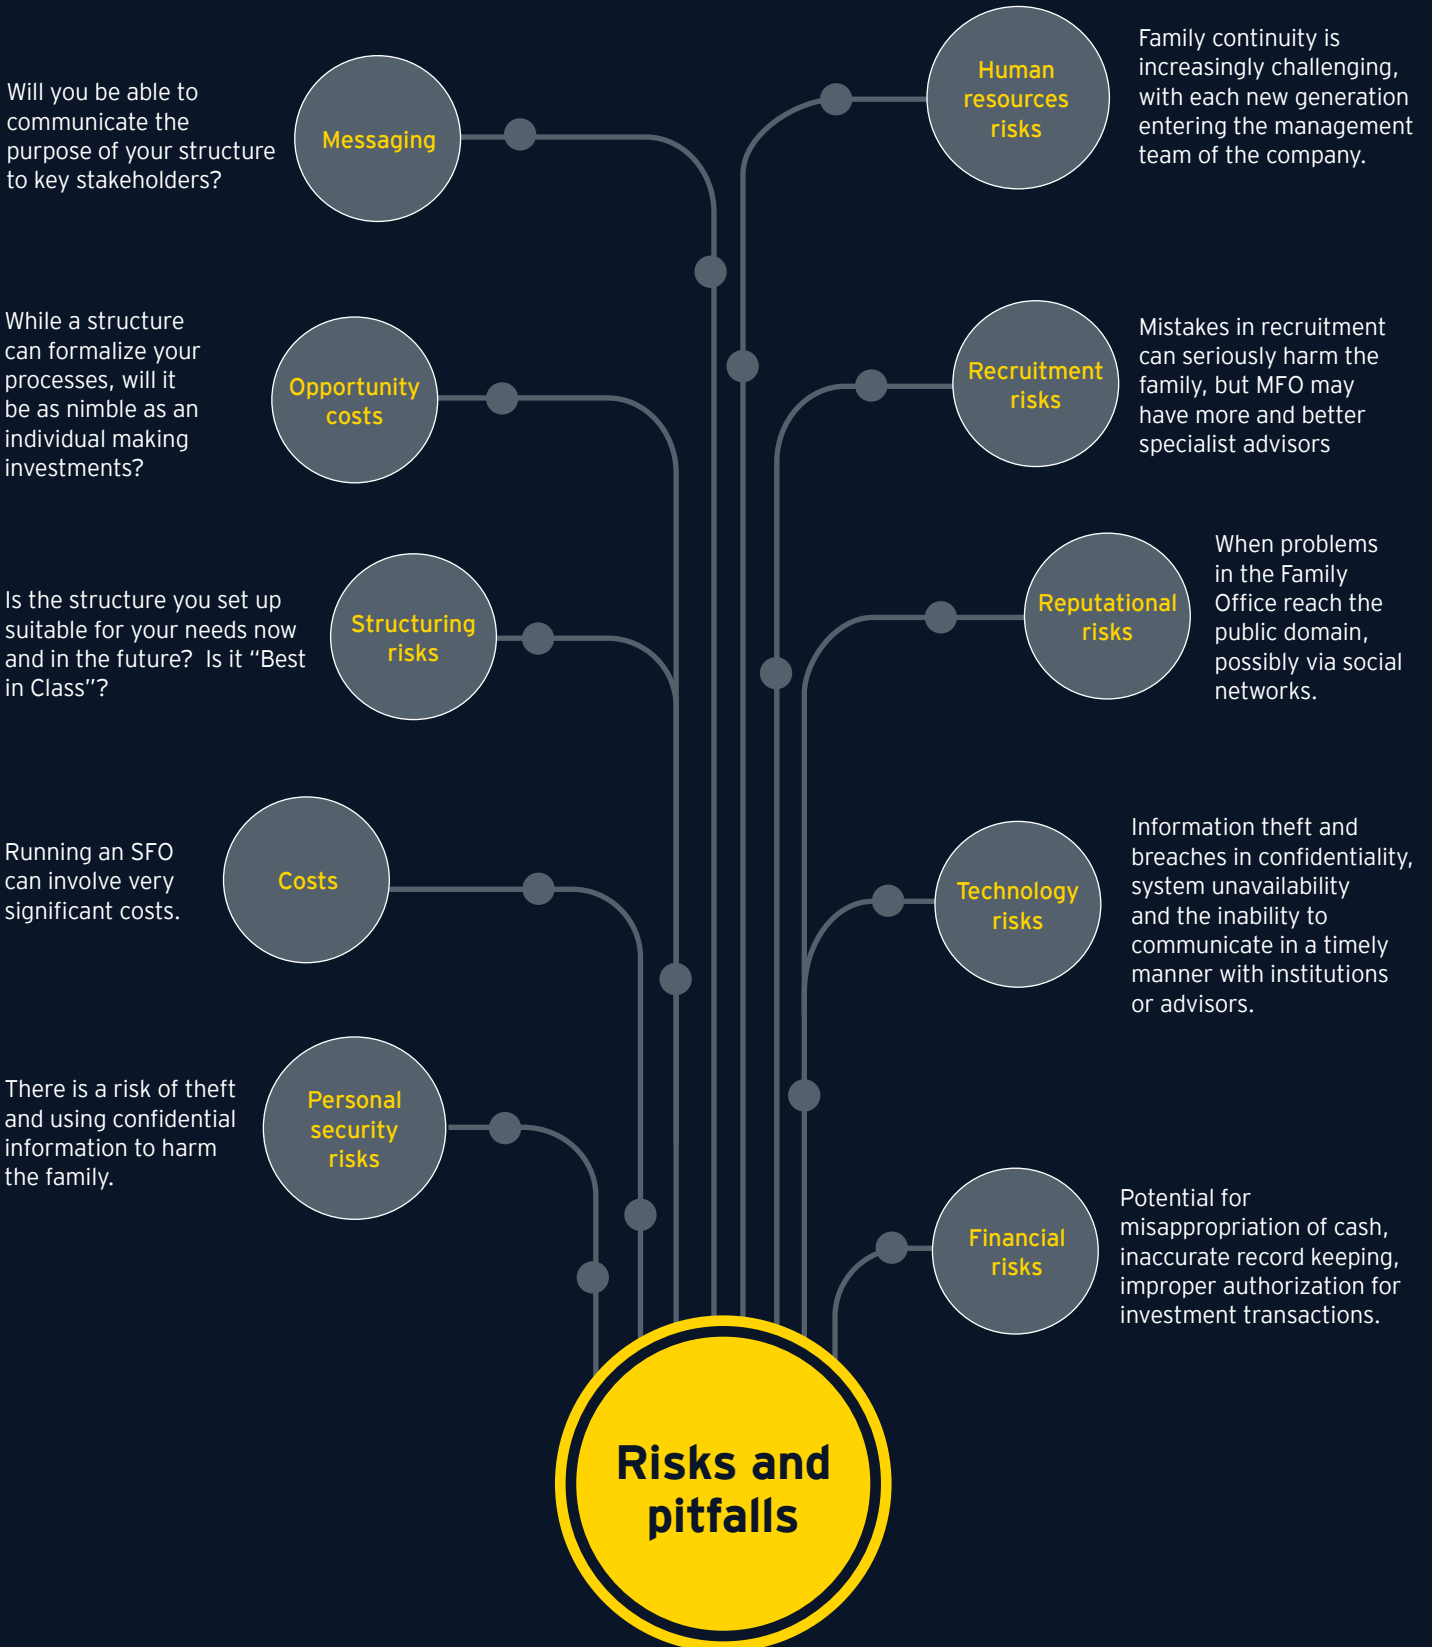 Messaging
Will you be able to
communicate the
purpose of your structure
to key stakeholders?
Opportunity
costs
While a structure
can formalize your
processes, will it
be as nimble as an
individual making
investments?
Structuring
risks
Is the structure you set up
suitable for your needs now
and in the future?  Is it “Best
in Class”?
Costs
Running an SFO
can involve very
significant costs.
Personal
security
risks
There is a risk of theft
and using confidential
information to harm
the family.
Human
resources
risks
Family continuity is
increasingly challenging,
with each new generation
entering the management
team of the company.
Recruitment
risks
Mistakes in recruitment
can seriously harm the
family, but MFO may
have more and better
specialist advisors
Reputational
risks
When problems
in the Family
Office reach the
public domain,
possibly via social
networks.
Technology
risks
Information theft and
breaches in confidentiality,
system unavailability
and the inability to
communicate in a timely
manner with institutions
or advisors.
Financial
risks
Potential for
misappropriation of cash,
inaccurate record keeping,
improper authorization for
investment transactions.
Risks and
pitfalls